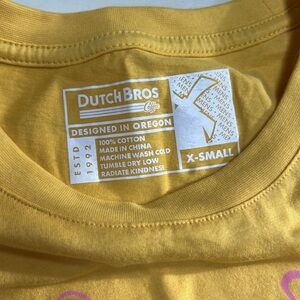 DUTCH BROS
DESIGNED IN OREGON
ESTD
1992
100% COTTON
MADE IN CHINA
MACHINE WASH COLD
TUMBLE DRY LOW
RADIATE KINDNESS!
X-SMALL